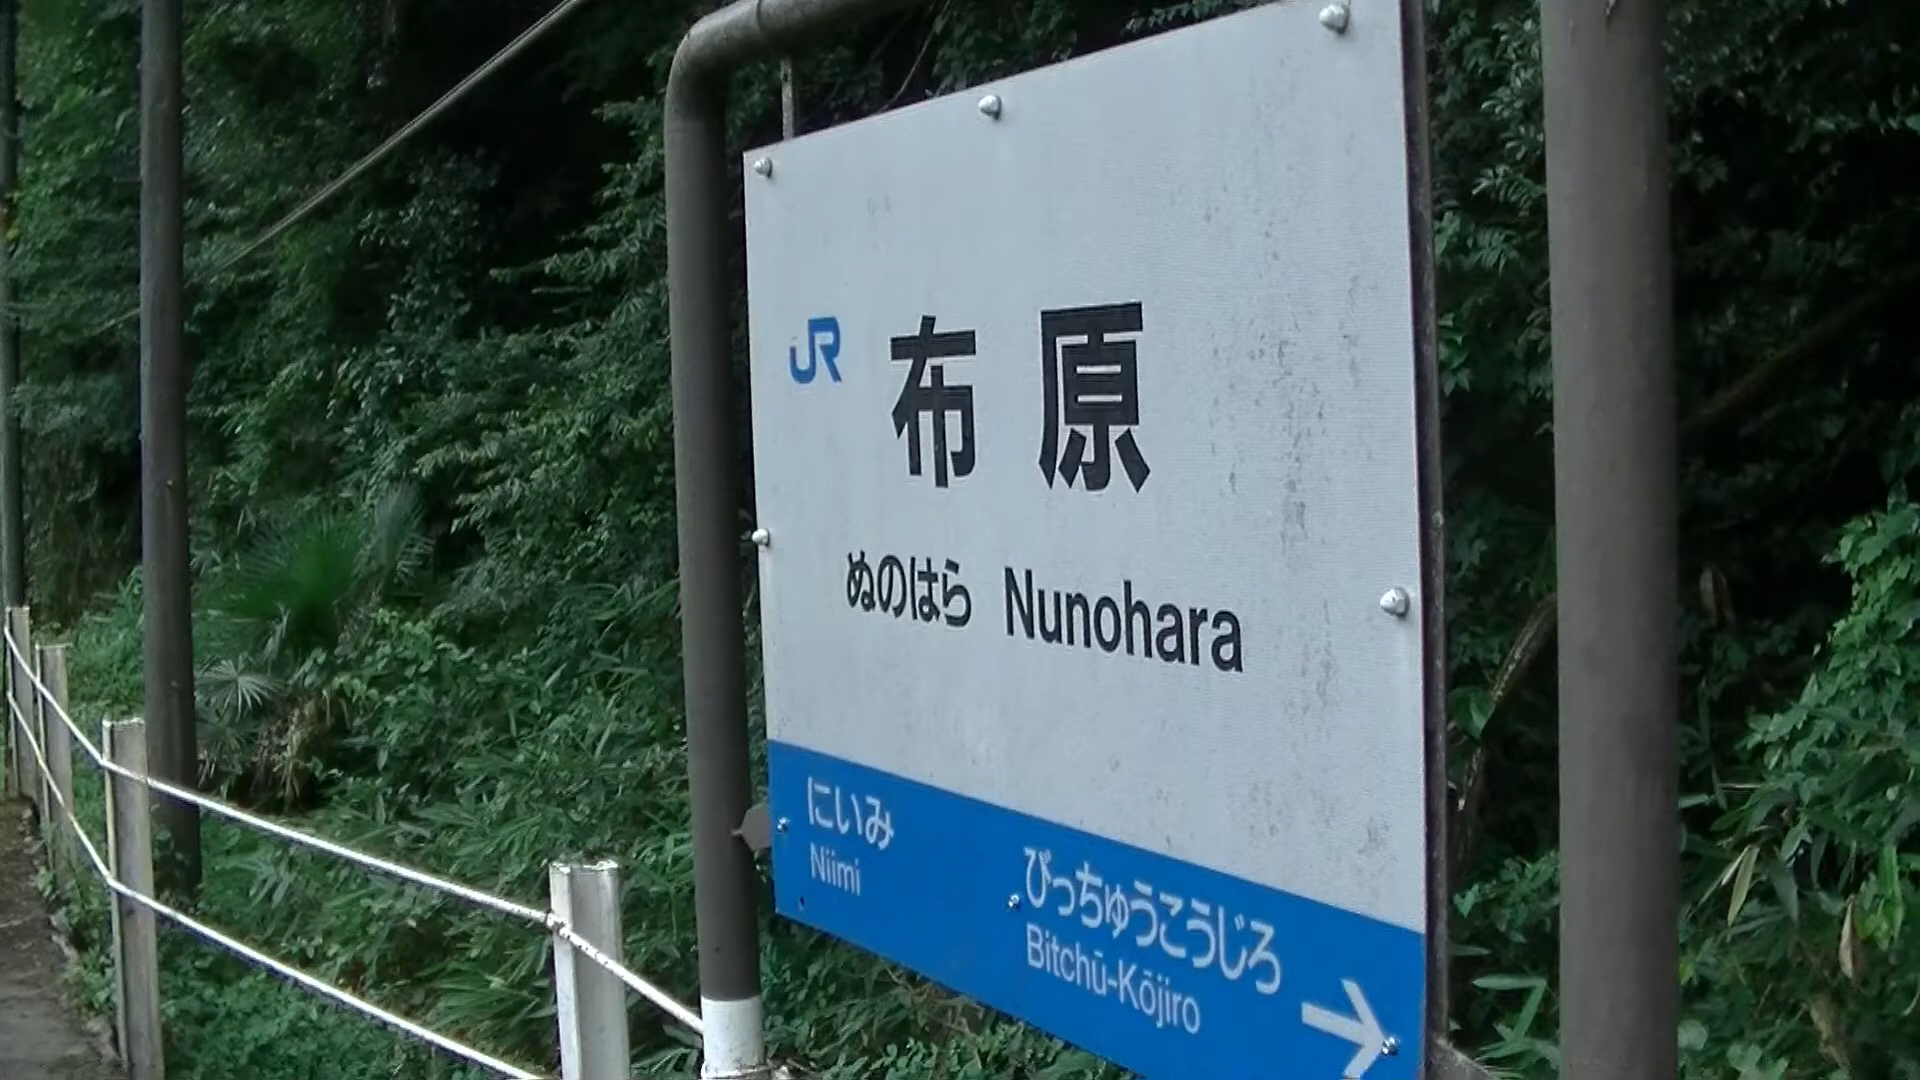 JR 布原
ぬのはら Nunohara
にいみ
Niimi
びっちゅうこうじろ
Bitchū-Kōjiro
→